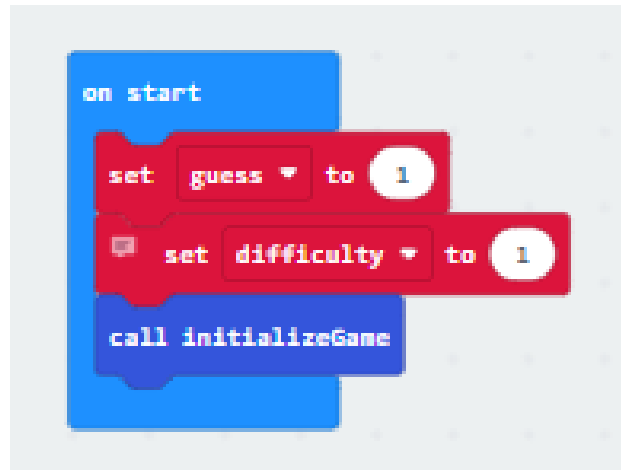 on start
set guess to 1
set difficulty to 1
call initializeGame